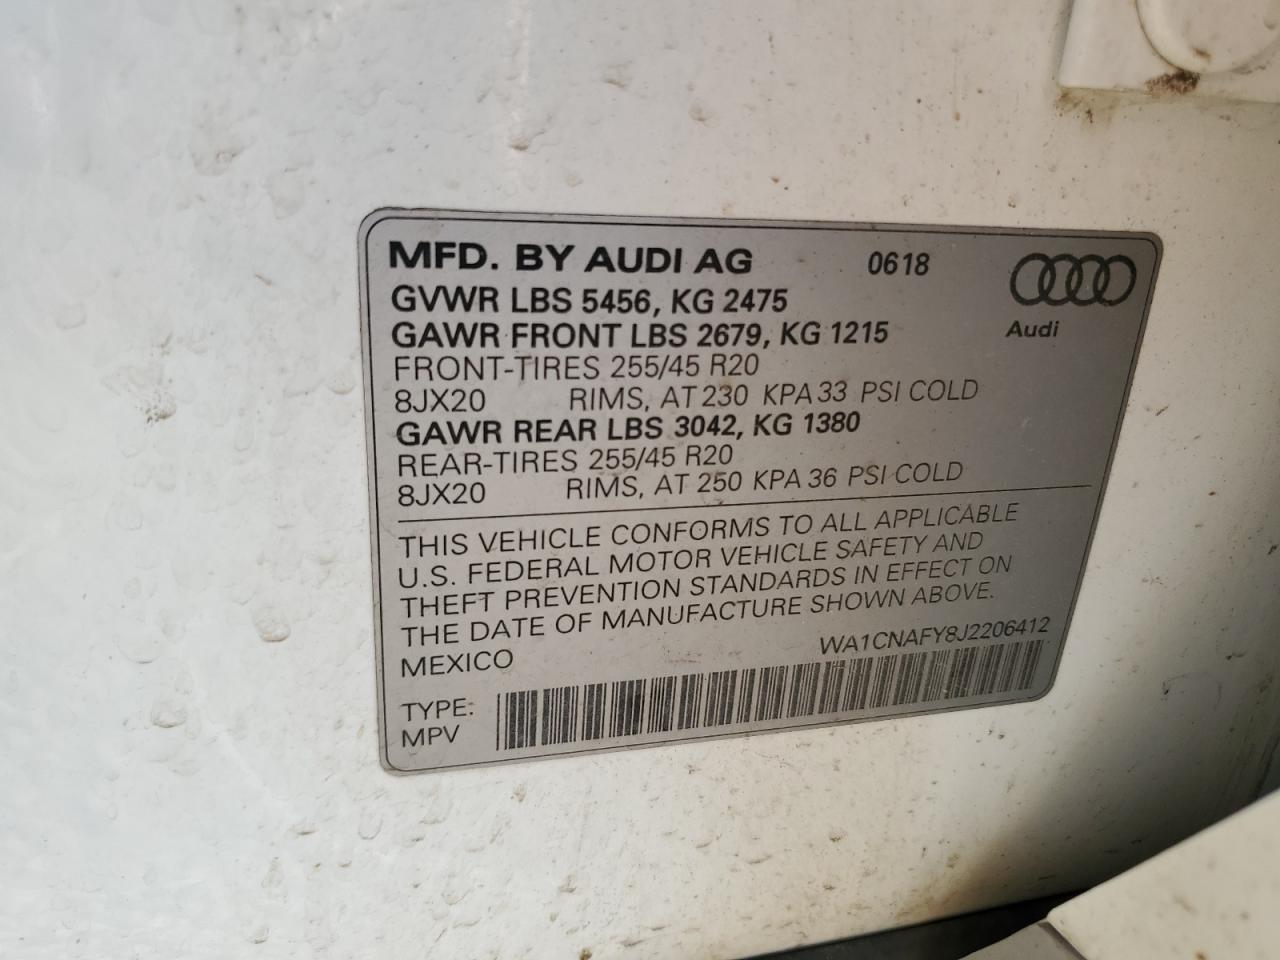 MFD. BY AUDI AG 0618
GVWR LBS 5456, KG 2475
GAWR FRONT LBS 2679, KG 1215
Audi
FRONT-TIRES 255/45 R20
8JX20 RIMS, AT 230 KPA 33 PSI COLD
GAWR REAR LBS 3042, KG 1380
REAR-TIRES 255/45 R20
8JX20 RIMS, AT 250 KPA 36 PSI COLD
THIS VEHICLE CONFORMS TO ALL APPLICABLE
U.S. FEDERAL MOTOR VEHICLE SAFETY AND
THEFT PREVENTION STANDARDS IN EFFECT ON
THE DATE OF MANUFACTURE SHOWN ABOVE.
MEXICO WA1CNAFY8J2206412
TYPE:
MPV